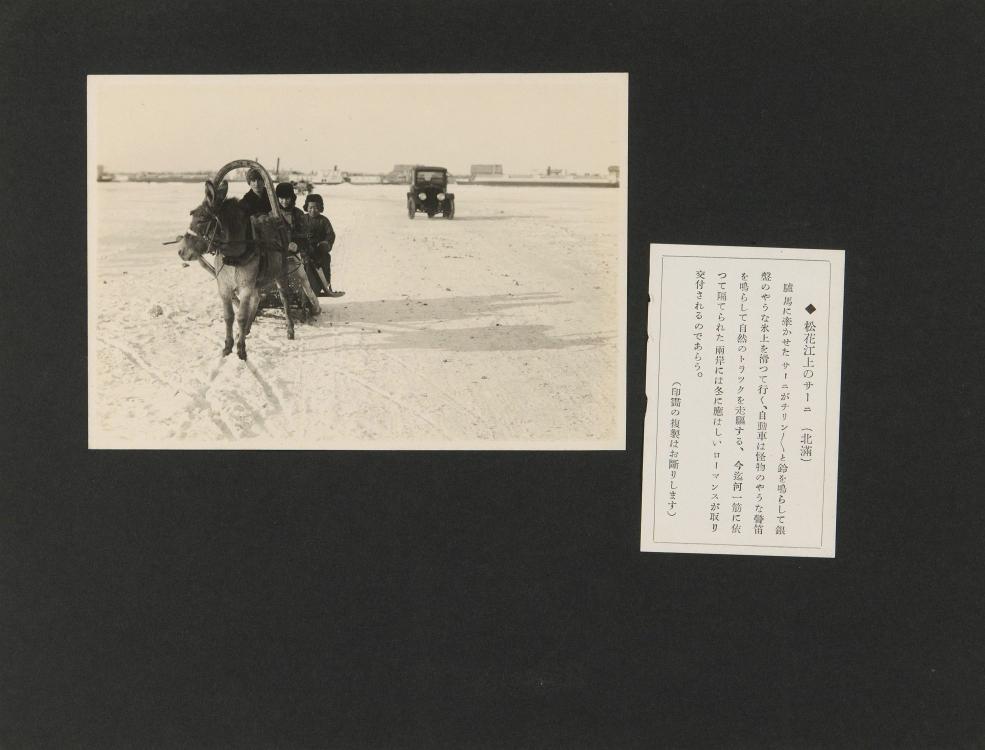 ◆ 松花江上のサーニ (北滿)
驢馬に牽かせたサーニがチリン〳〵と鈴を鳴らして銀
盤のやうな氷上を滑つて行く、自動車は怪物のやうな警笛
を鳴らして自然のトラックを走驅する、今迄河一筋に依
つて隔てられた兩岸には冬に應はしいローマンスが取り
交付されるのであらう。
(印畵の複製はお斷りします)